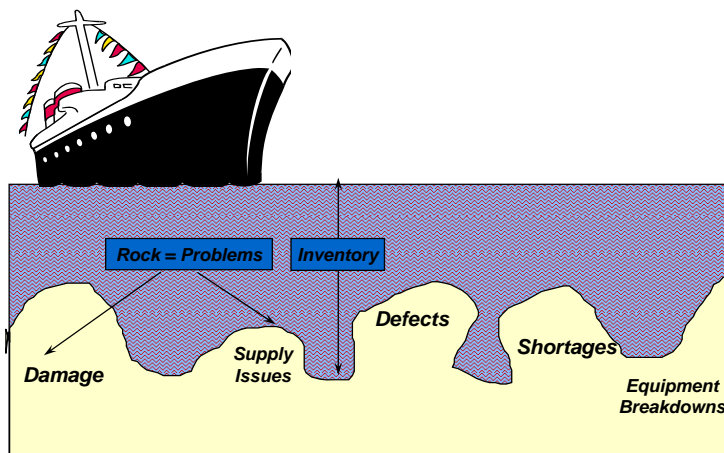 Rock = Problems
Inventory
Defects
Supply
Issues
Shortages
Damage
Equipment
Breakdowns